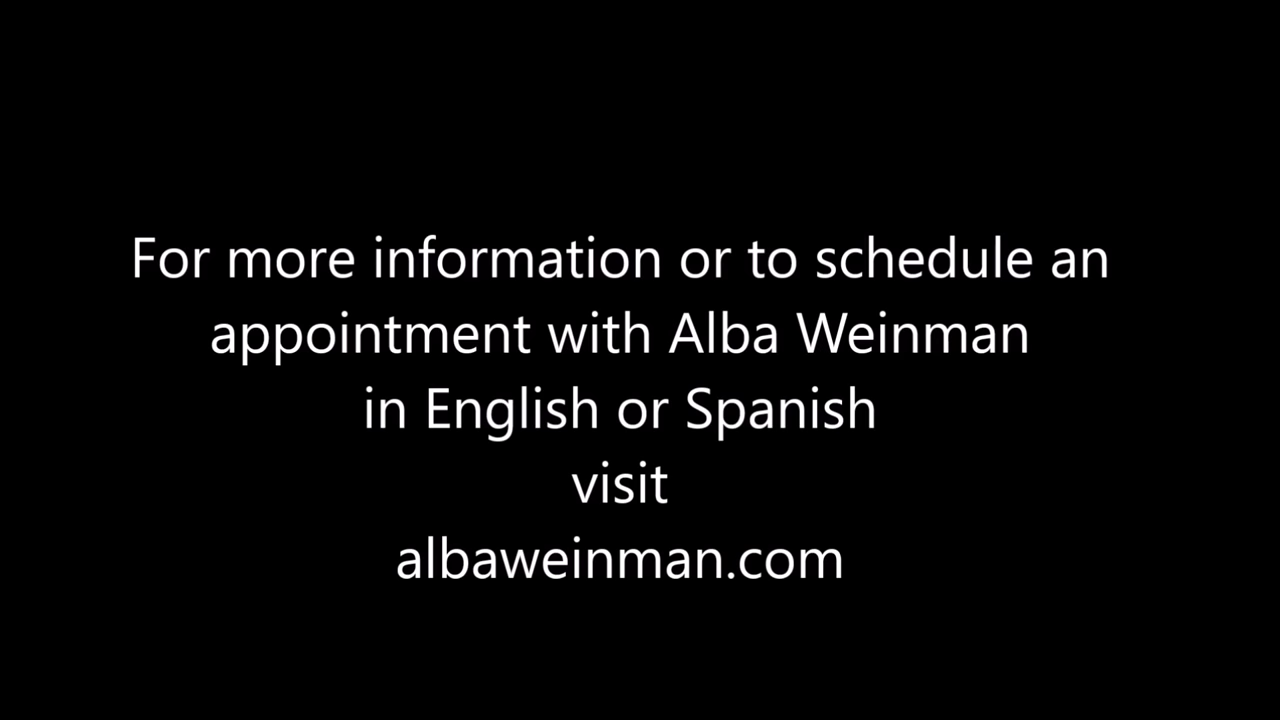 For more information or to schedule an
appointment with Alba Weinman
in English or Spanish
visit
albaweinman.com